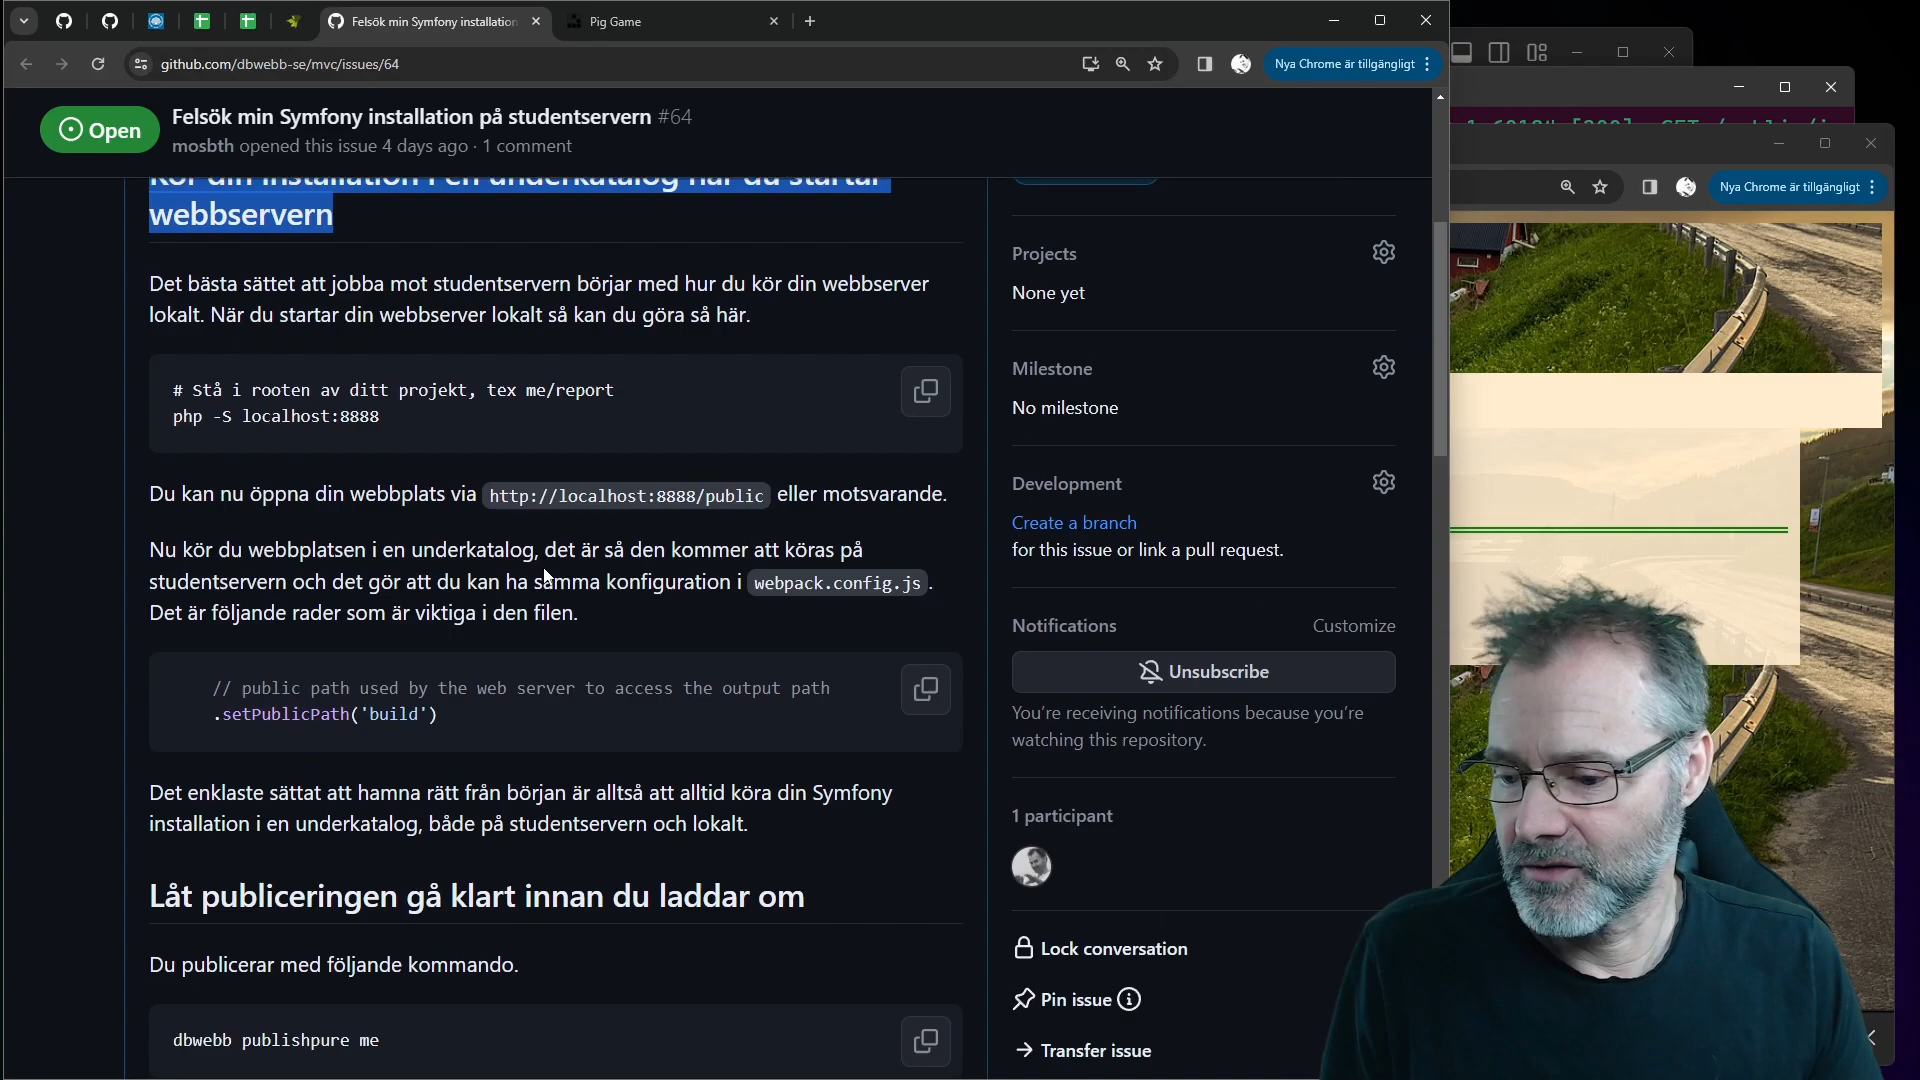 Felsök min Symfony installation
Pig Game
github.com/dbwebb-se/mvc/issues/64
Nya Chrome är tillgängligt
Open
Felsök min Symfony installation på studentservern #64
mosbth opened this issue 4 days ago · 1 comment
Nya Chrome är tillgängligt
webbservern
Det bästa sättet att jobba mot studentservern börjar med hur du kör din webbserver
lokalt. När du startar din webbserver lokalt så kan du göra så här.
# Stå i rooten av ditt projekt, tex me/report
php -S localhost:8888
Du kan nu öppna din webbplats via http://localhost:8888/public eller motsvarande.
Nu kör du webbplatsen i en underkatalog, det är så den kommer att köras på
studentservern och det gör att du kan ha samma konfiguration i webpack.config.js.
Det är följande rader som är viktiga i den filen.
// public path used by the web server to access the output path
.setPublicPath('build')
Det enklaste sättat att hamna rätt från början är alltså att alltid köra din Symfony
installation i en underkatalog, både på studentservern och lokalt.
Låt publiceringen gå klart innan du laddar om
Du publicerar med följande kommando.
dbwebb publishpure me
Projects
None yet
Milestone
No milestone
Development
Create a branch
for this issue or link a pull request.
Notifications
Customize
Unsubscribe
You're receiving notifications because you're
watching this repository.
1 participant
Lock conversation
Pin issue
Transfer issue